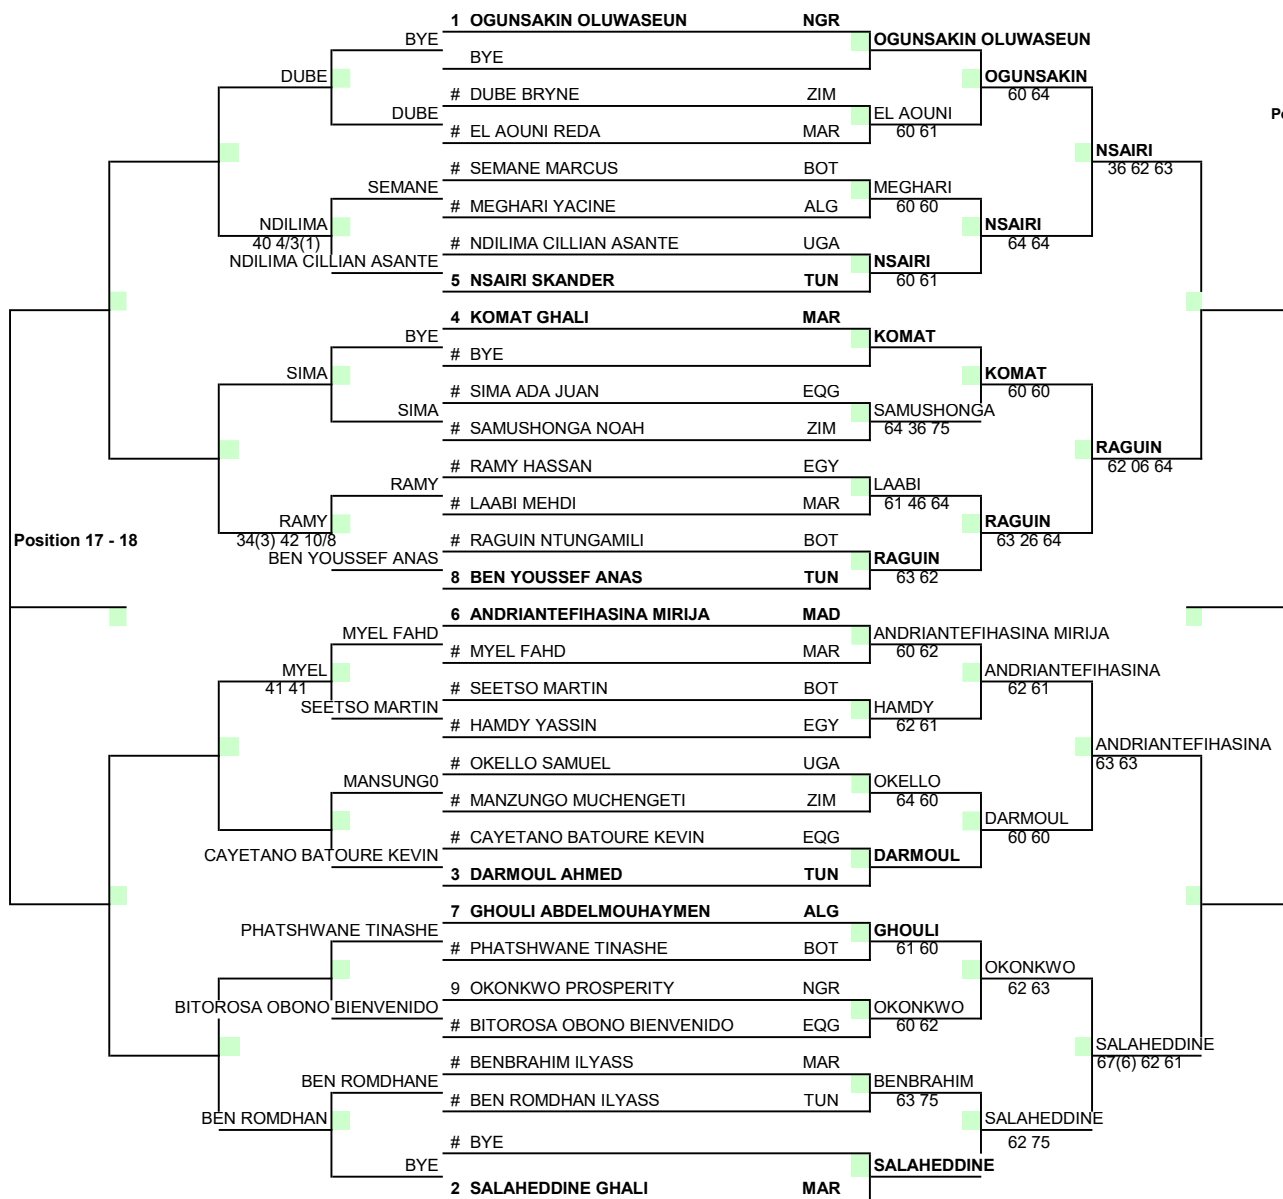 1 OGUNSAKIN OLUWASEUN NGR
BYE OGUNSAKIN OLUWASEUN
BYE
DUBE OGUNSAKIN
# DUBE BRYNE ZIM 60 64
DUBE EL AOUNI Po
# EL AOUNI REDA MAR 60 61
NSAIRI
# SEMANE MARCUS BOT 36 62 63
SEMANE MEGHARI
# MEGHARI YACINE ALG 60 60
NDILIMA NSAIRI
40 4/3(1) # NDILIMA CILLIAN ASANTE UGA 64 64
NDILIMA CILLIAN ASANTE NSAIRI
5 NSAIRI SKANDER TUN 60 61
4 KOMAT GHALI MAR
BYE KOMAT
# BYE
SIMA KOMAT
# SIMA ADA JUAN EQG 60 60
SIMA SAMUSHONGA
# SAMUSHONGA NOAH ZIM 64 36 75
RAGUIN
# RAMY HASSAN EGY 62 06 64
RAMY LAABI
# LAABI MEHDI MAR 61 46 64
RAMY RAGUIN
Position 17 - 18 34(3) 42 10/8 # RAGUIN NTUNGAMILI BOT 63 26 64
BEN YOUSSEF ANAS RAGUIN
8 BEN YOUSSEF ANAS TUN 63 62
6 ANDRIANTEFIHASINA MIRIJA MAD
MYEL FAHD ANDRIANTEFIHASINA MIRIJA
# MYEL FAHD MAR 60 62
MYEL ANDRIANTEFIHASINA
41 41 # SEETSO MARTIN BOT 62 61
SEETSO MARTIN HAMDY
# HAMDY YASSIN EGY 62 61
ANDRIANTEFIHASINA
# OKELLO SAMUEL UGA 63 63
MANSUNG0 OKELLO
# MANZUNGO MUCHENGETI ZIM 64 60
DARMOUL
# CAYETANO BATOURE KEVIN EQG 60 60
CAYETANO BATOURE KEVIN DARMOUL
3 DARMOUL AHMED TUN
7 GHOULI ABDELMOUHAYMEN ALG
PHATSHWANE TINASHE GHOULI
# PHATSHWANE TINASHE BOT 61 60
OKONKWO
9 OKONKWO PROSPERITY NGR 62 63
BITOROSA OBONO BIENVENIDO OKONKWO
# BITOROSA OBONO BIENVENIDO EQG 60 62
SALAHEDDINE
# BENBRAHIM ILYASS MAR 67(6) 62 61
BEN ROMDHANE BENBRAHIM
# BEN ROMDHAN ILYASS TUN 63 75
BEN ROMDHAN SALAHEDDINE
# BYE 62 75
BYE SALAHEDDINE
2 SALAHEDDINE GHALI MAR